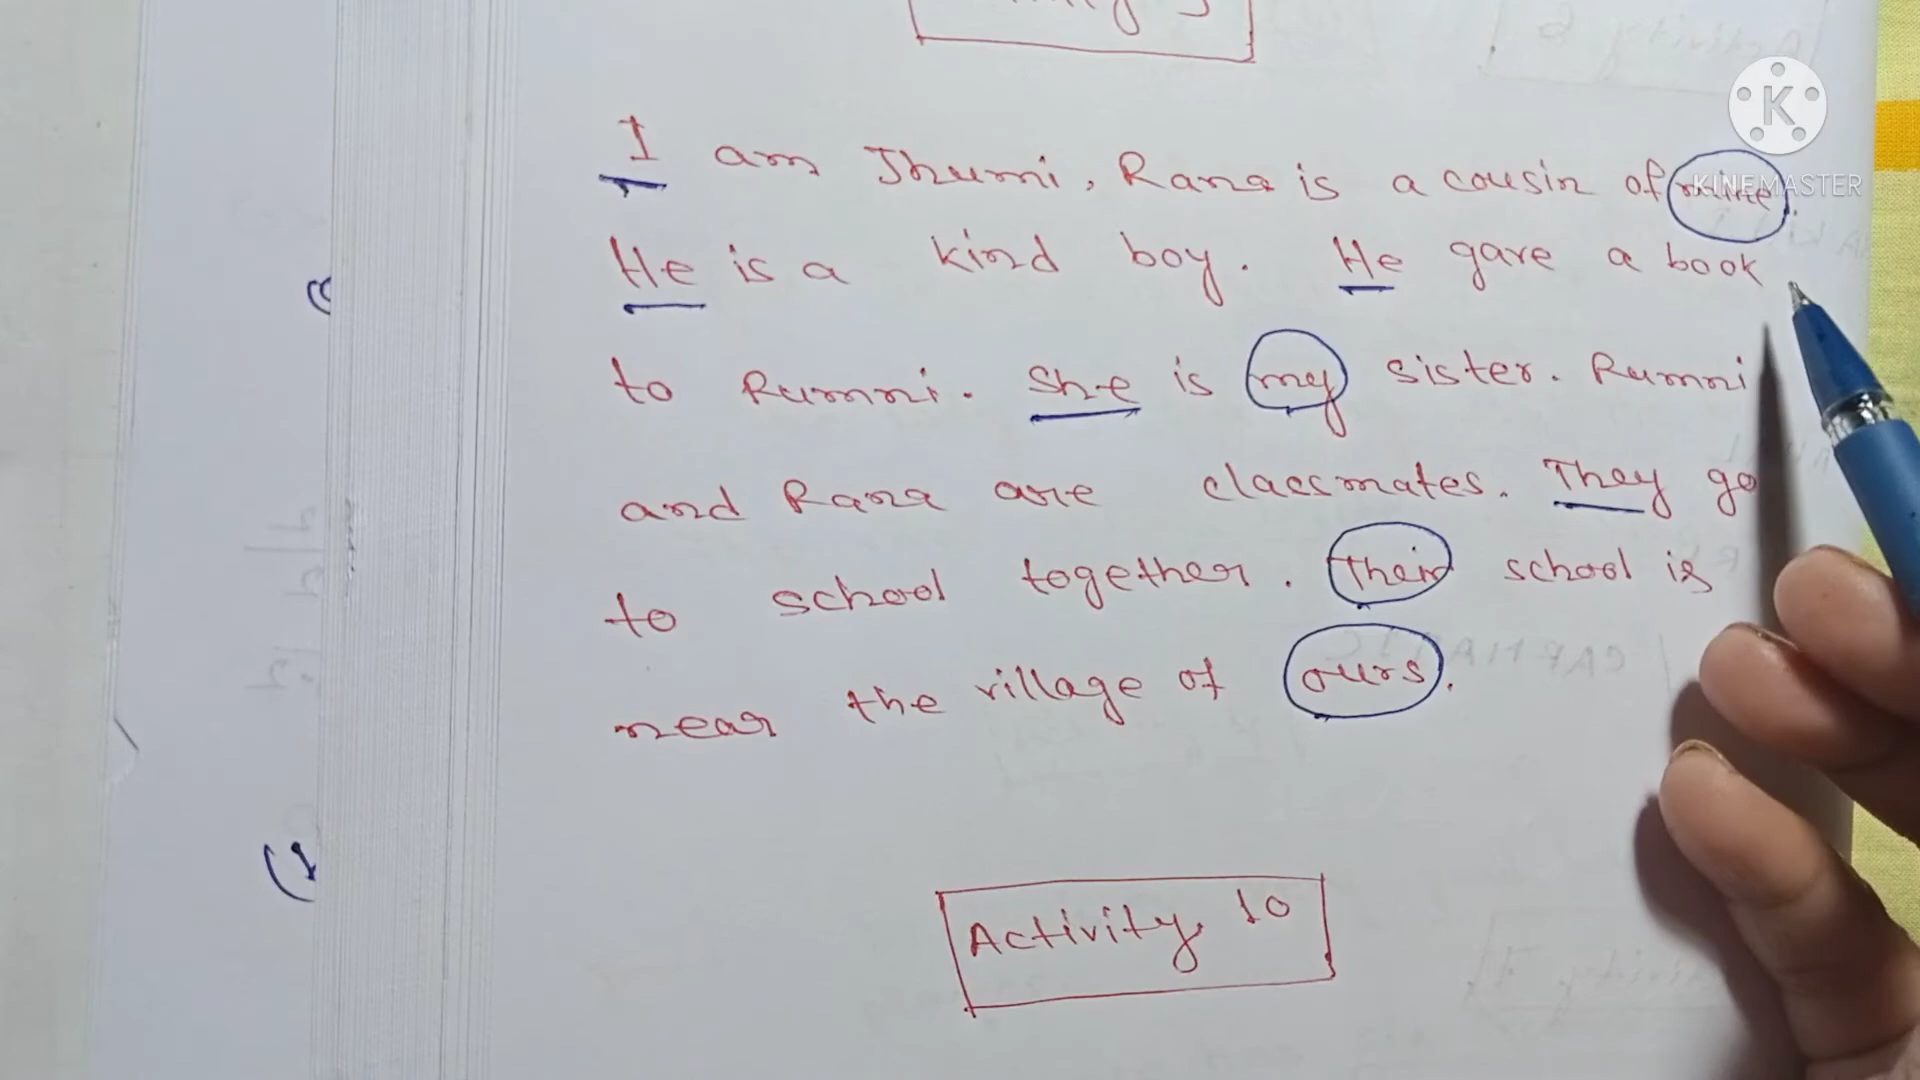 I am Jhumi, Rana is a cousin of mine.
KINEMASTER
He is a kind boy. He gave a book
to Rumni. She is my sister. Rumni
and Rana are classmates. They go
to school together. Their school is
near the village of ours.
Activity 10